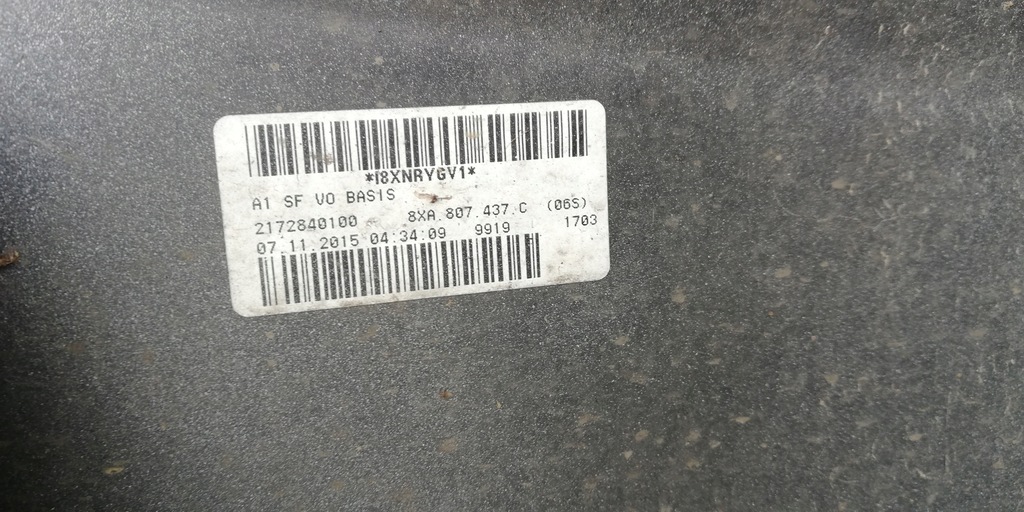 *I8XNRYGV1*
A1 SF VO BASIS
2172840100 8XA.807.437.C (06S)
07.11.2015 04:34:09 9919 1703